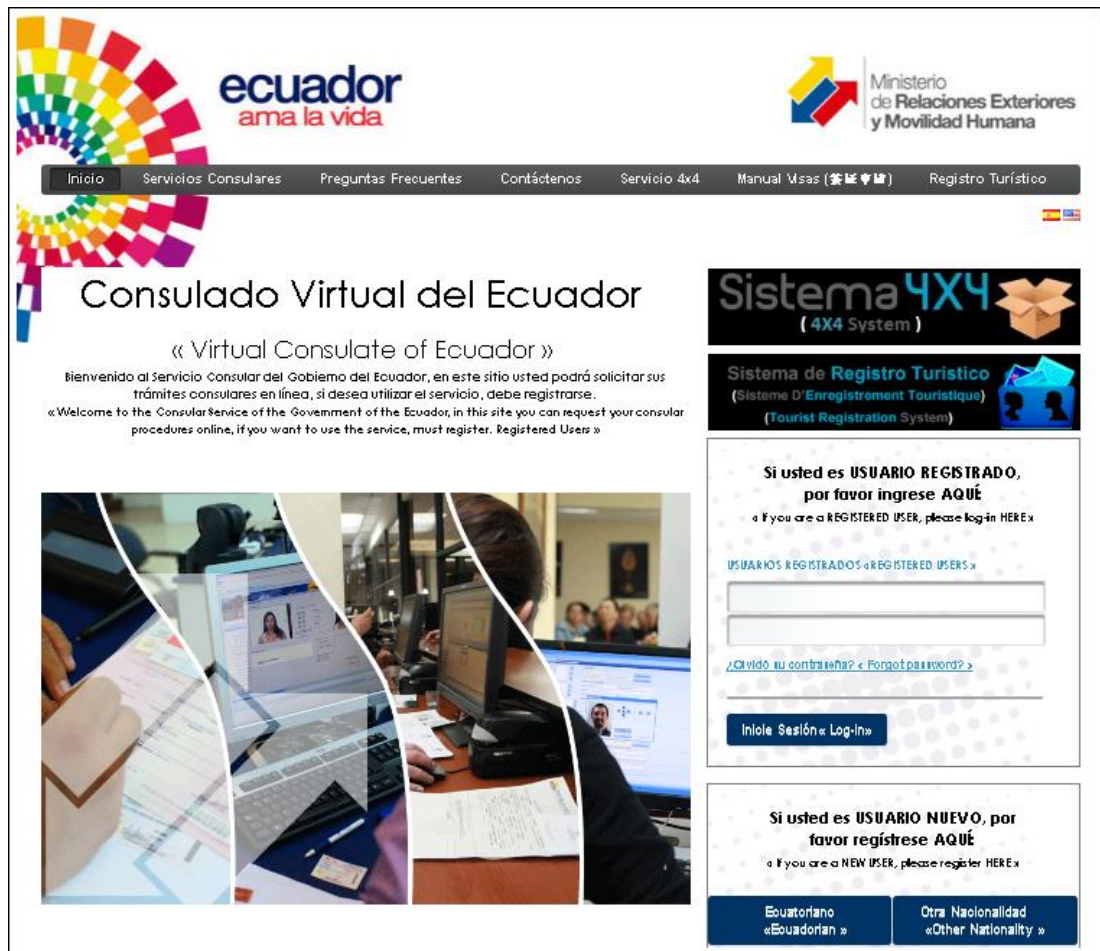 ecuador
ama la vida
Ministerio
de Relaciones Exteriores
y Movilidad Humana
Inicio Servicios Consulares Preguntas Frecuentes Contáctenos Servicio 4x4 Manual Visas ( ) Registro Turístico
Consulado Virtual del Ecuador
« Virtual Consulate of Ecuador »
Bienvenido al Servicio Consular del Gobierno del Ecuador, en este sitio usted podrá solicitar sus
trámites consulares en línea, si desea utilizar el servicio, debe registrarse.
«Welcome to the Consular Service of the Government of the Ecuador, in this site you can request your consular
procedures online, if you want to use the service, must register. Registered Users »
Sistema 4X4
( 4X4 System )
Sistema de Registro Turistico
(Sisteme D'Enregistrement Touristique)
(Tourist Registration System)
Si usted es USUARIO REGISTRADO,
por favor ingrese AQUÉ
« If you are a REGISTERED USER, please log-in HERE »
USUARIOS REGISTRADOS «REGISTERED USERS »
¿Olvidó su contraseña? « Forgot password? »
Inicie Sesión « Log-in»
Si usted es USUARIO NUEVO, por
favor regístrese AQUÉ
« If you are a NEW USER, please register HERE »
Ecuatoriano
«Ecuadorian »
Otra Nacionalidad
«Other Nationality »